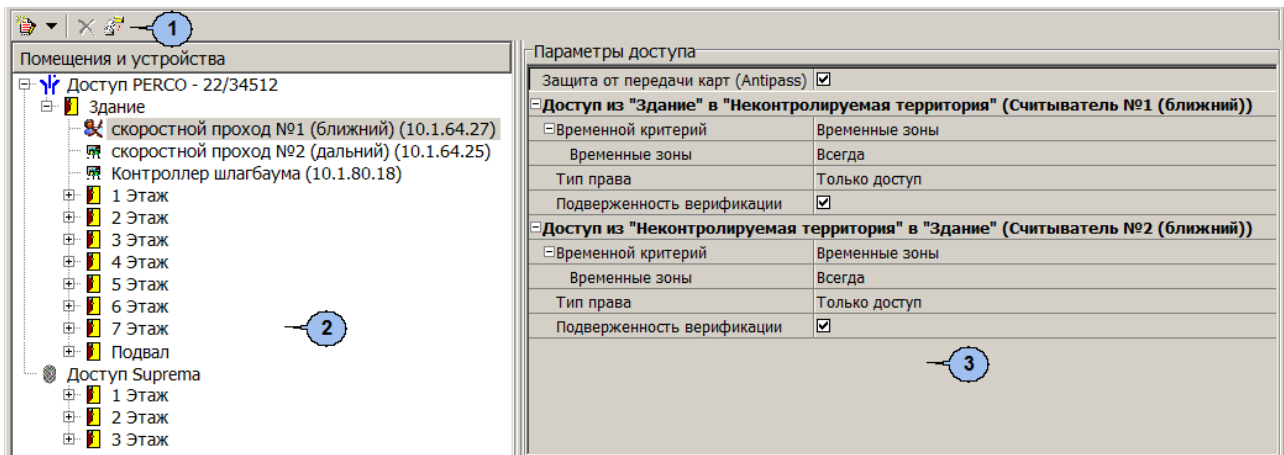 1
Помещения и устройства
Доступ PERCO - 22/34512
Здание
скоростной проход №1 (ближний) (10.1.64.27)
скоростной проход №2 (дальний) (10.1.64.25)
Контроллер шлагбаума (10.1.80.18)
1 Этаж
2 Этаж
3 Этаж
4 Этаж
5 Этаж
6 Этаж
7 Этаж
Подвал
Доступ Suprema
1 Этаж
2 Этаж
3 Этаж
2
Параметры доступа
Защита от передачи карт (Antipass)
Доступ из "Здание" в "Неконтролируемая территория" (Считыватель №1 (ближний))
Временной критерий Временные зоны
Временные зоны Всегда
Тип права Только доступ
Подверженность верификации
Доступ из "Неконтролируемая территория" в "Здание" (Считыватель №2 (ближний))
Временной критерий Временные зоны
Временные зоны Всегда
Тип права Только доступ
Подверженность верификации
3